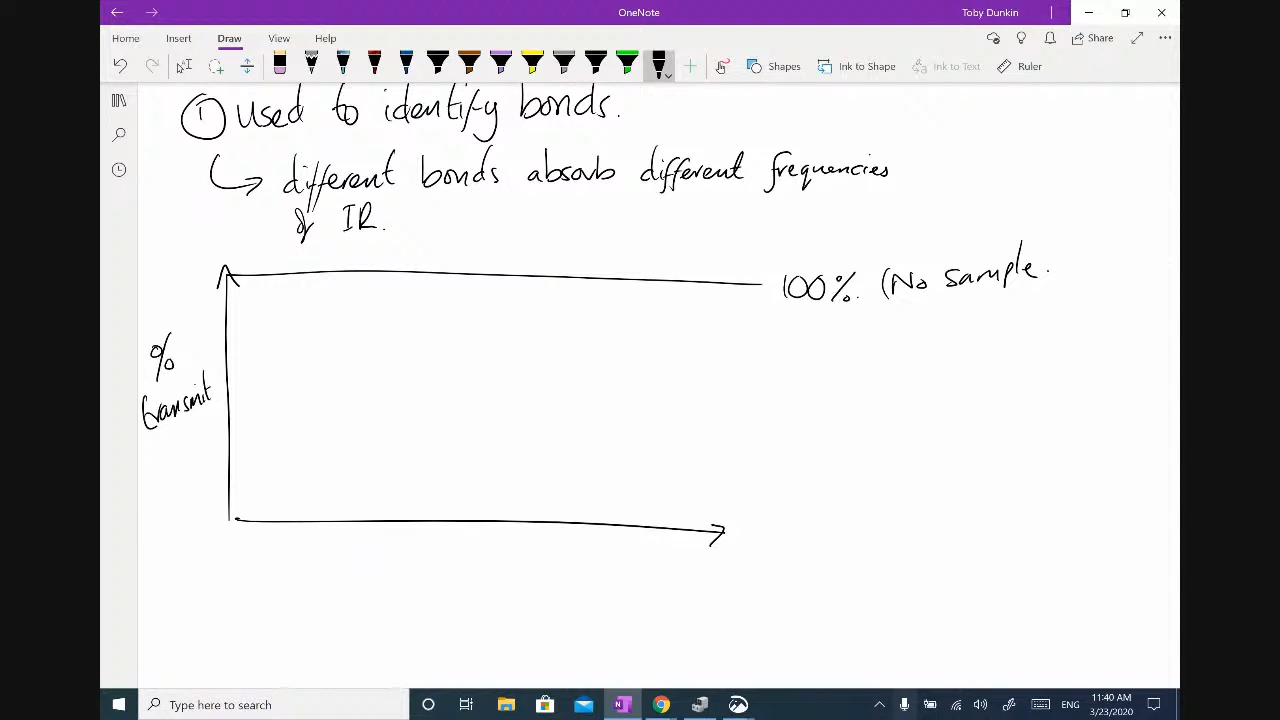 OneNote
Toby Dunkin
Home Insert Draw View Help
Share
Shapes Ink to Shape Ink to Text Ruler
① Used to identify bonds.
↳ different bonds absorb different frequencies
of IR.
100%. (No sample.
%
transmit
Type here to search
ENG
11:40 AM
3/23/2020